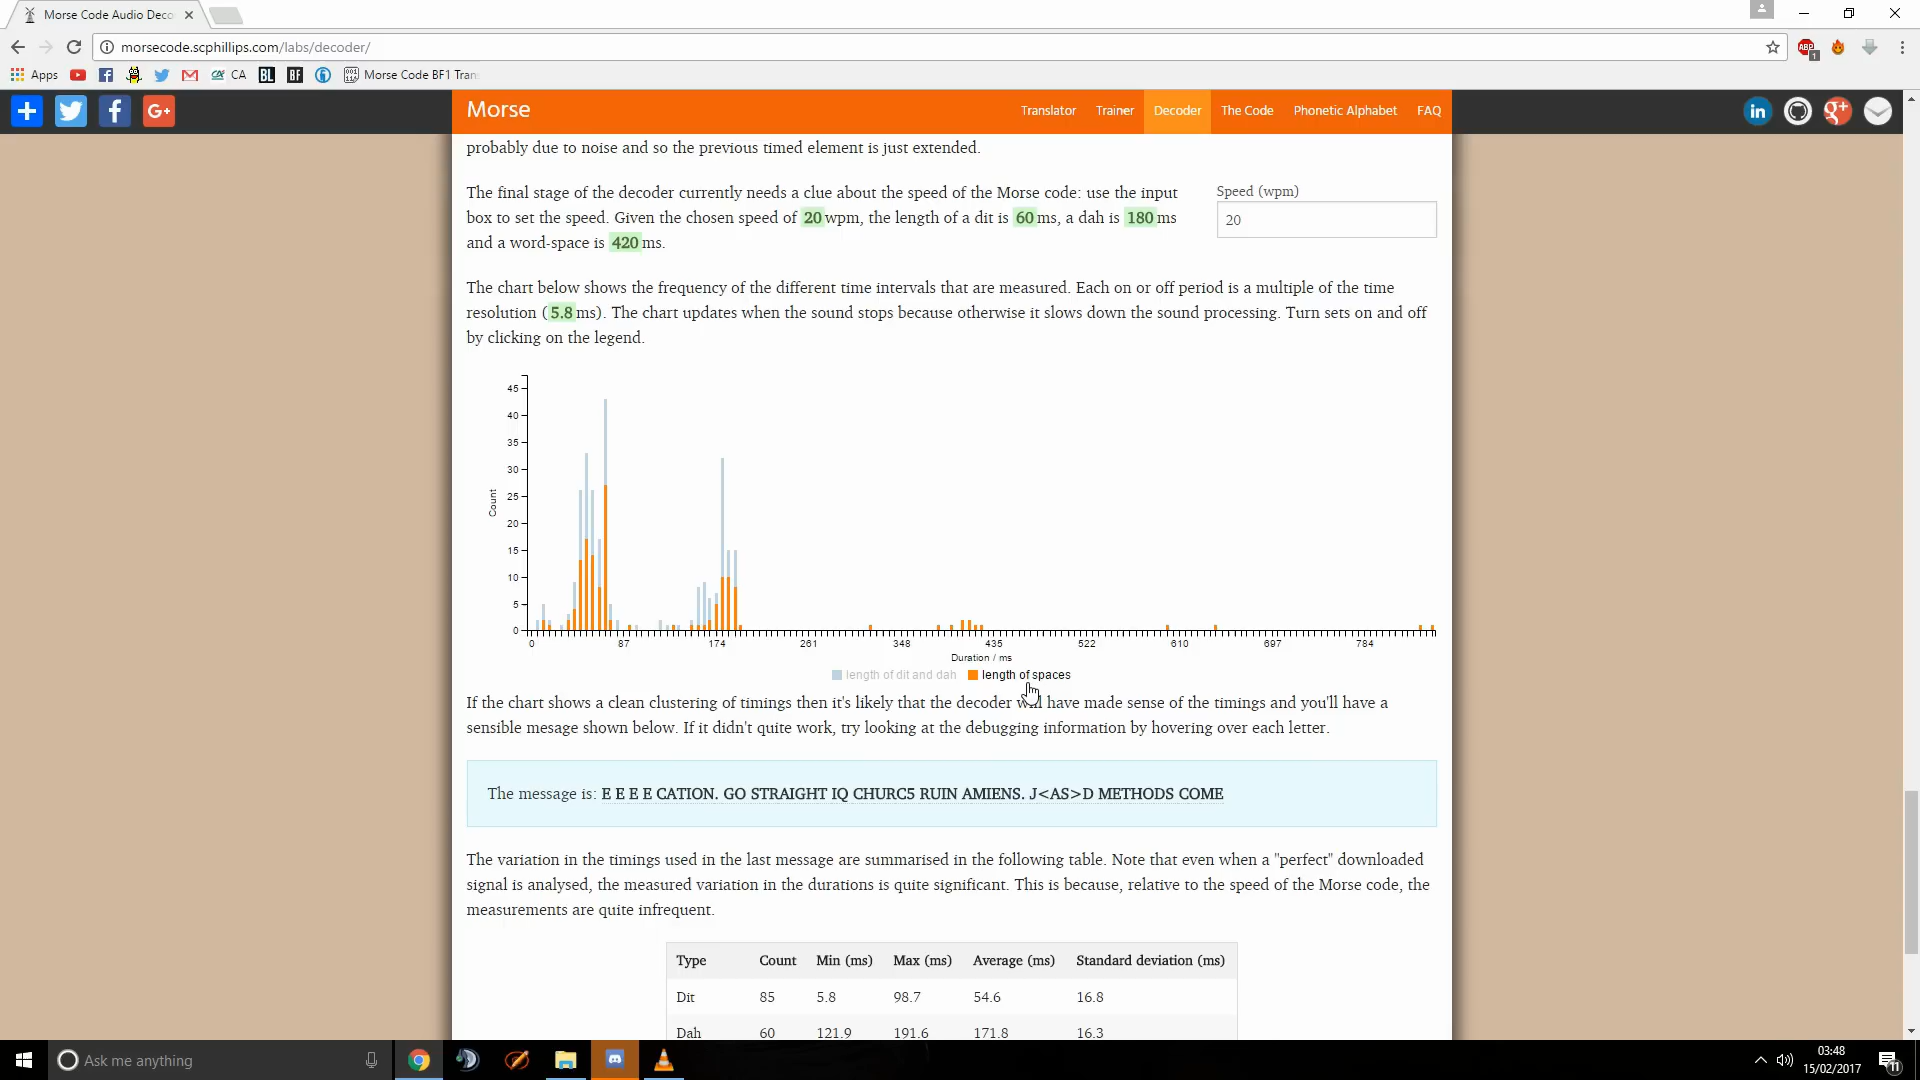 Morse Code Audio Deco
morsecode.scphillips.com/labs/decoder/
ABP
1
Apps
CA
BL
BF
Morse Code BF1 Tran
G+
Morse
Translator
Trainer
Decoder
The Code
Phonetic Alphabet
FAQ
in
g+
probably due to noise and so the previous timed element is just extended.
The final stage of the decoder currently needs a clue about the speed of the Morse code: use the input
box to set the speed. Given the chosen speed of 20 wpm, the length of a dit is 60 ms, a dah is 180 ms
and a word-space is 420 ms.
Speed (wpm)
20
The chart below shows the frequency of the different time intervals that are measured. Each on or off period is a multiple of the time
resolution (5.8 ms). The chart updates when the sound stops because otherwise it slows down the sound processing. Turn sets on and off
by clicking on the legend.
Count
45
40
35
30
25
20
15
10
5
0
0 87 174 261 348 435 522 610 697 784
Duration / ms
length of dit and dah
length of spaces
If the chart shows a clean clustering of timings then it's likely that the decoder will have made sense of the timings and you'll have a
sensible mesage shown below. If it didn't quite work, try looking at the debugging information by hovering over each letter.
The message is: E E E E CATION. GO STRAIGHT IQ CHURC5 RUIN AMIENS. J<AS>D METHODS COME
The variation in the timings used in the last message are summarised in the following table. Note that even when a "perfect" downloaded
signal is analysed, the measured variation in the durations is quite significant. This is because, relative to the speed of the Morse code, the
measurements are quite infrequent.
Type Count Min (ms) Max (ms) Average (ms) Standard deviation (ms)
Dit 85 5.8 98.7 54.6 16.8
Dah 60 121.9 191.6 171.8 16.3
Ask me anything
03:48
15/02/2017
11